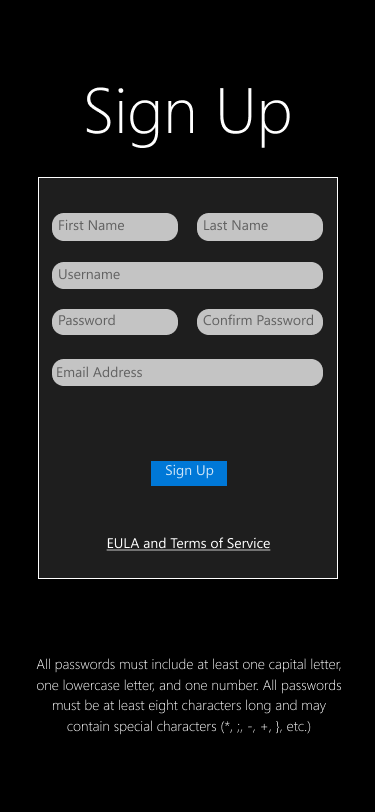 Sign Up
First Name
Last Name
Username
Password
Confirm Password
Email Address
Sign Up
EULA and Terms of Service
All passwords must include at least one capital letter,
one lowercase letter, and one number. All passwords
must be at least eight characters long and may
contain special characters (*, ;, -, +, }, etc.)